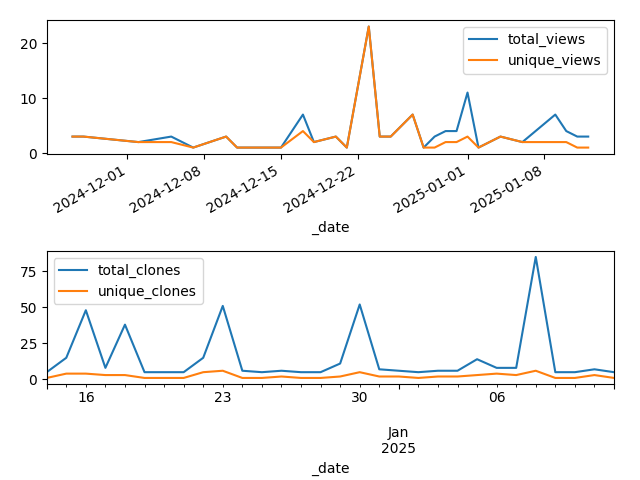 20
10
0
total_views
unique_views
2024-12-01
2024-12-08
2024-12-15
2024-12-22
2025-01-01
2025-01-08
_date
75
50
25
0
total_clones
unique_clones
16
23
30
06
Jan
2025
_date